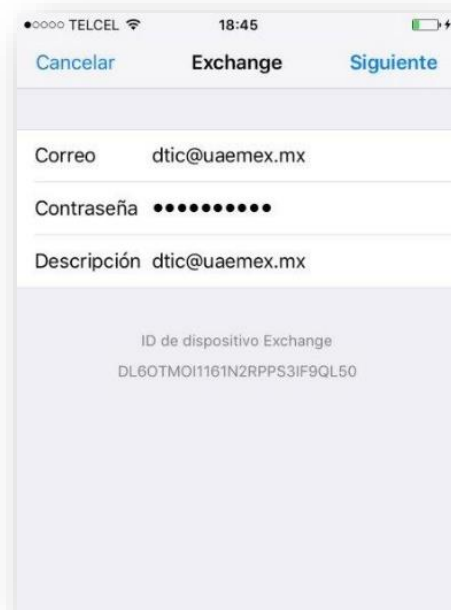 TELCEL 18:45
Cancelar Exchange Siguiente
Correo dtic@uaemex.mx
Contraseña ••••••••••
Descripción dtic@uaemex.mx
ID de dispositivo Exchange
DL6OTMOI1161N2RPPS3IF9QL50